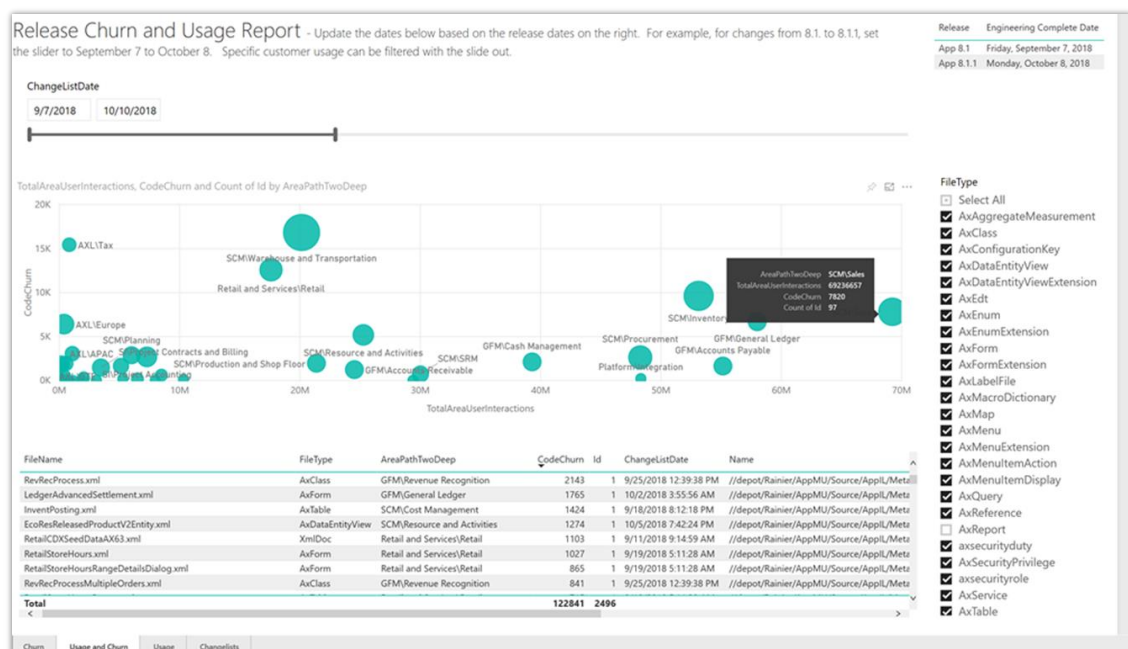 Release Churn and Usage Report - Update the dates below based on the release dates on the right. For example, for changes from 8.1. to 8.1.1, set
the slider to September 7 to October 8. Specific customer usage can be filtered with the slide out.
Release Engineering Complete Date
App 8.1 Friday, September 7, 2018
App 8.1.1 Monday, October 8, 2018
ChangeListDate
9/7/2018 10/10/2018
TotalAreaUserInteractions, CodeChurn and Count of Id by AreaPathTwoDeep
20K
15K
10K
5K
0K
CodeChurn
AXL\Tax
SCM\Warehouse and Transportation
Retail and Services\Retail
AreaPathTwoDeep SCM\Sales
TotalAreaUserInteractions 69236657
CodeChurn 7820
Count of Id 97
SCM\Inventory
AXL\Europe
SCM\Planning
GFM\General Ledger
GFM\Cash Management
SCM\Procurement
GFM\Accounts Payable
AXL\APAC
Project Contracts and Billing
SCM\Resource and Activities
SCM\SRM
SCM\Production and Shop Floor
GFM\Accounts Receivable
Platform\Integration
Project Accounting
0M 10M 20M 30M 40M 50M 60M 70M
TotalAreaUserInteractions
FileName FileType AreaPathTwoDeep CodeChurn Id ChangeListDate Name
RevRecProcess.xml AxClass GFM\Revenue Recognition 2143 1 9/25/2018 12:39:38 PM //depot/Rainier/AppMU/Source/AppIL/Meta
LedgerAdvancedSettlement.xml AxForm GFM\General Ledger 1765 1 10/2/2018 3:55:56 AM //depot/Rainier/AppMU/Source/AppIL/Meta
InventPosting.xml AxTable SCM\Cost Management 1424 1 9/18/2018 8:12:18 PM //depot/Rainier/AppMU/Source/AppIL/Meta
EcoResReleasedProductV2Entity.xml AxDataEntityView SCM\Resource and Activities 1274 1 10/5/2018 7:42:24 PM //depot/Rainier/AppMU/Source/AppIL/Meta
RetailCDXSeedDataAX63.xml XmlDoc Retail and Services\Retail 1103 1 9/11/2018 9:14:59 AM //depot/Rainier/AppMU/Source/AppIL/Meta
RetailStoreHours.xml AxForm Retail and Services\Retail 1027 1 9/19/2018 5:11:28 AM //depot/Rainier/AppMU/Source/AppIL/Meta
RetailStoreHoursRangeDetailsDialog.xml AxForm Retail and Services\Retail 865 1 9/19/2018 5:11:28 AM //depot/Rainier/AppMU/Source/AppIL/Meta
RevRecProcessMultipleOrders.xml AxClass GFM\Revenue Recognition 841 1 9/25/2018 12:39:38 PM //depot/Rainier/AppMU/Source/AppIL/Meta
Total 122841 2496
FileType
Select All
AxAggregateMeasurement
AxClass
AxConfigurationKey
AxDataEntityView
AxDataEntityViewExtension
AxEdt
AxEnum
AxEnumExtension
AxForm
AxFormExtension
AxLabelFile
AxMacroDictionary
AxMap
AxMenu
AxMenuExtension
AxMenuItemAction
AxMenuItemDisplay
AxQuery
AxReference
AxReport
axsecurityduty
AxSecurityPrivilege
axsecurityrole
AxService
AxTable
Churn Usage and Churn Usage Changelists